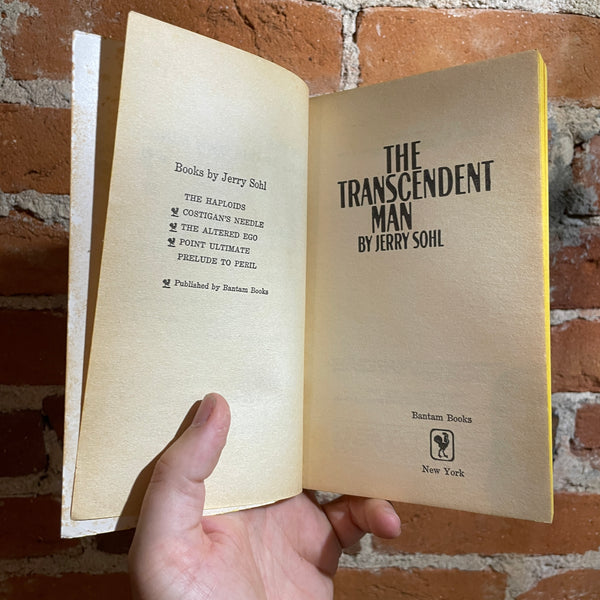 Books by Jerry Sohl
THE HAPLOIDS
COSTIGAN'S NEEDLE
THE ALTERED EGO
POINT ULTIMATE
PRELUDE TO PERIL
Published by Bantam Books
THE
TRANSCENDENT
MAN
BY JERRY SOHL
Bantam Books
New York